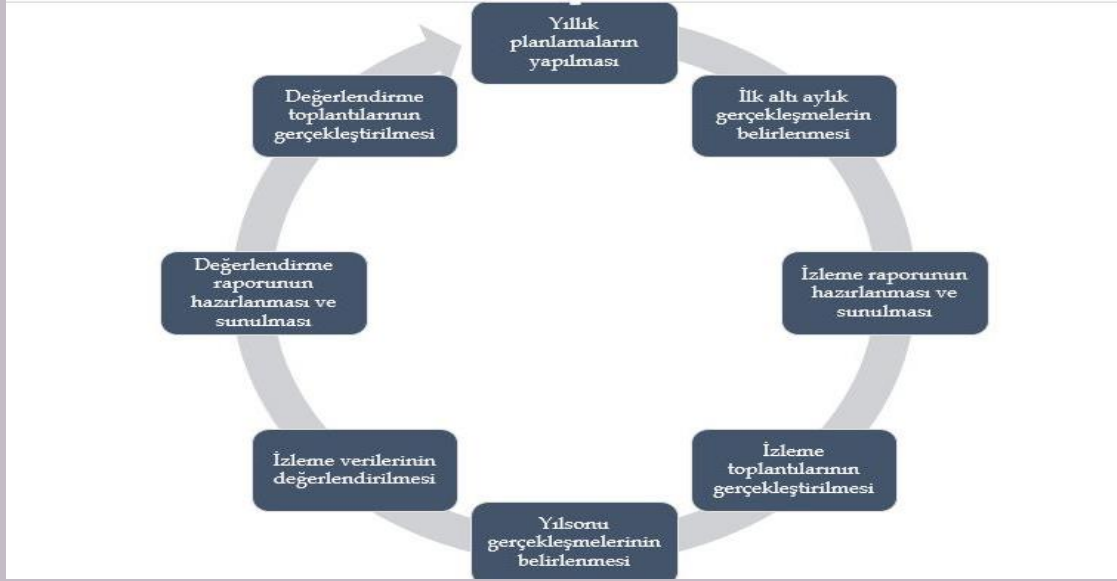 Yıllık
planlamaların
yapılması
İlk altı aylık
gerçekleşmelerin
belirlenmesi
İzleme raporunun
hazırlanması ve
sunulması
İzleme
toplantılarının
gerçekleştirilmesi
Yılsonu
gerçekleşmelerinin
belirlenmesi
İzleme verilerinin
değerlendirilmesi
Değerlendirme
raporunun
hazırlanması ve
sunulması
Değerlendirme
toplantılarının
gerçekleştirilmesi